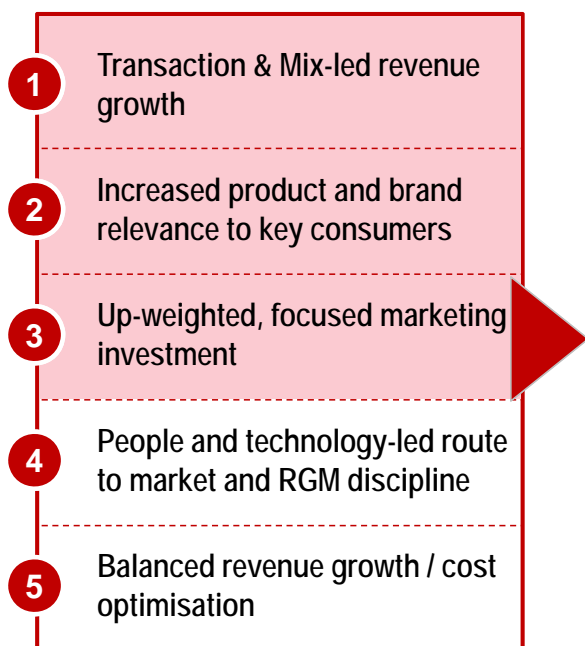 1
Transaction & Mix-led revenue
growth
2
Increased product and brand
relevance to key consumers
3
Up-weighted, focused marketing
investment
4
People and technology-led route
to market and RGM discipline
5
Balanced revenue growth / cost
optimisation